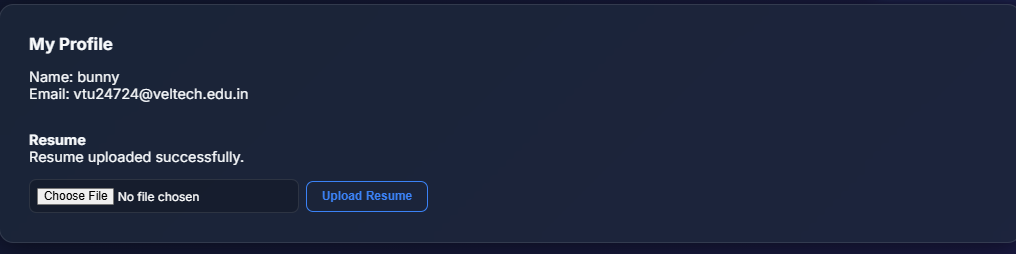 My Profile
Name: bunny
Email: vtu24724@veltech.edu.in
Resume
Resume uploaded successfully.
Choose File No file chosen Upload Resume